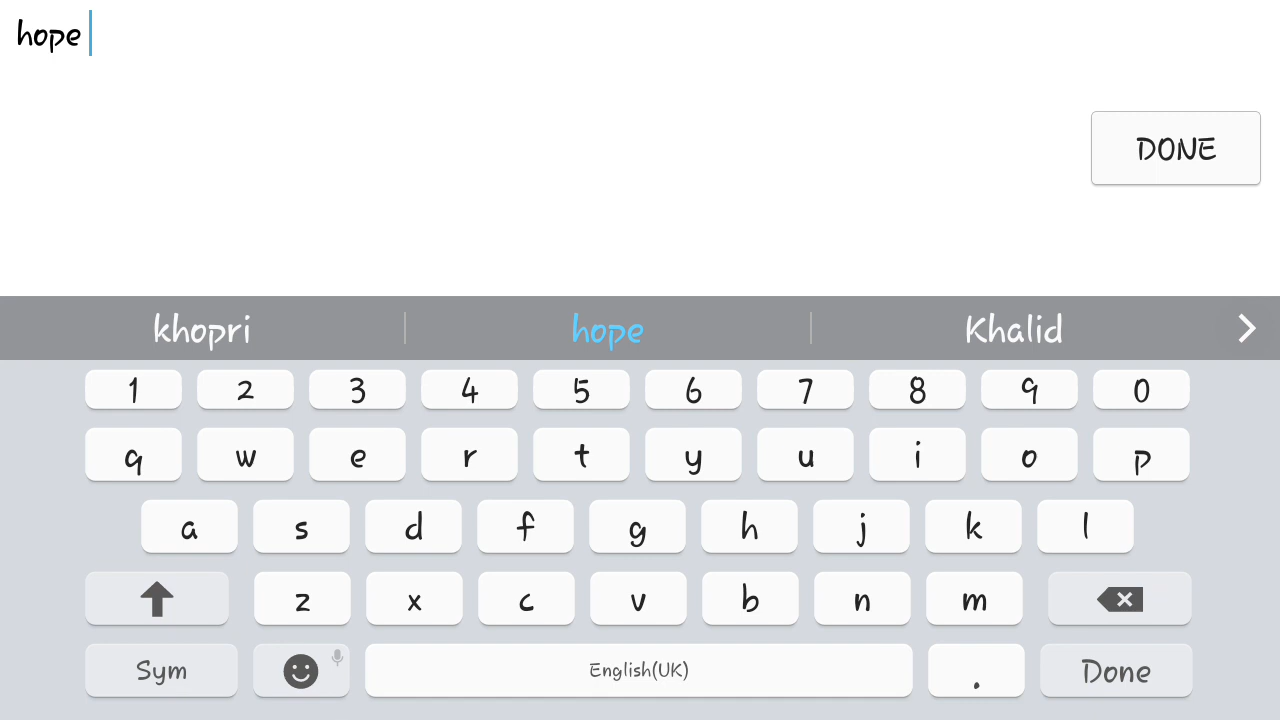 hope
DONE
khopri hope Khalid
1 2 3 4 5 6 7 8 9 0
q w e r t y u i o p
a s d f g h j k l
z x c v b n m
Sym English(UK) . Done